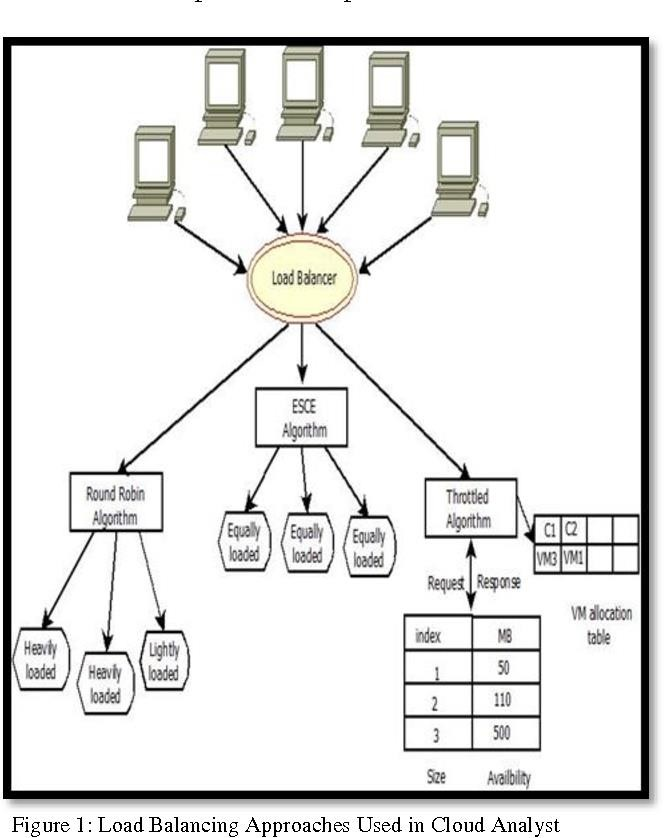 Load Balancer
ESCE
Algorithm
Round Robin
Algorithm
Throttled
Algorithm
Equally
loaded
Equally
loaded
Equally
loaded
C1 C2
VM3 VM1
VM allocation
table
Request Response
Heavily
loaded
Heavily
loaded
Lightly
loaded
index MB
1 50
2 110
3 500
Size Availbility
Figure 1: Load Balancing Approaches Used in Cloud Analyst